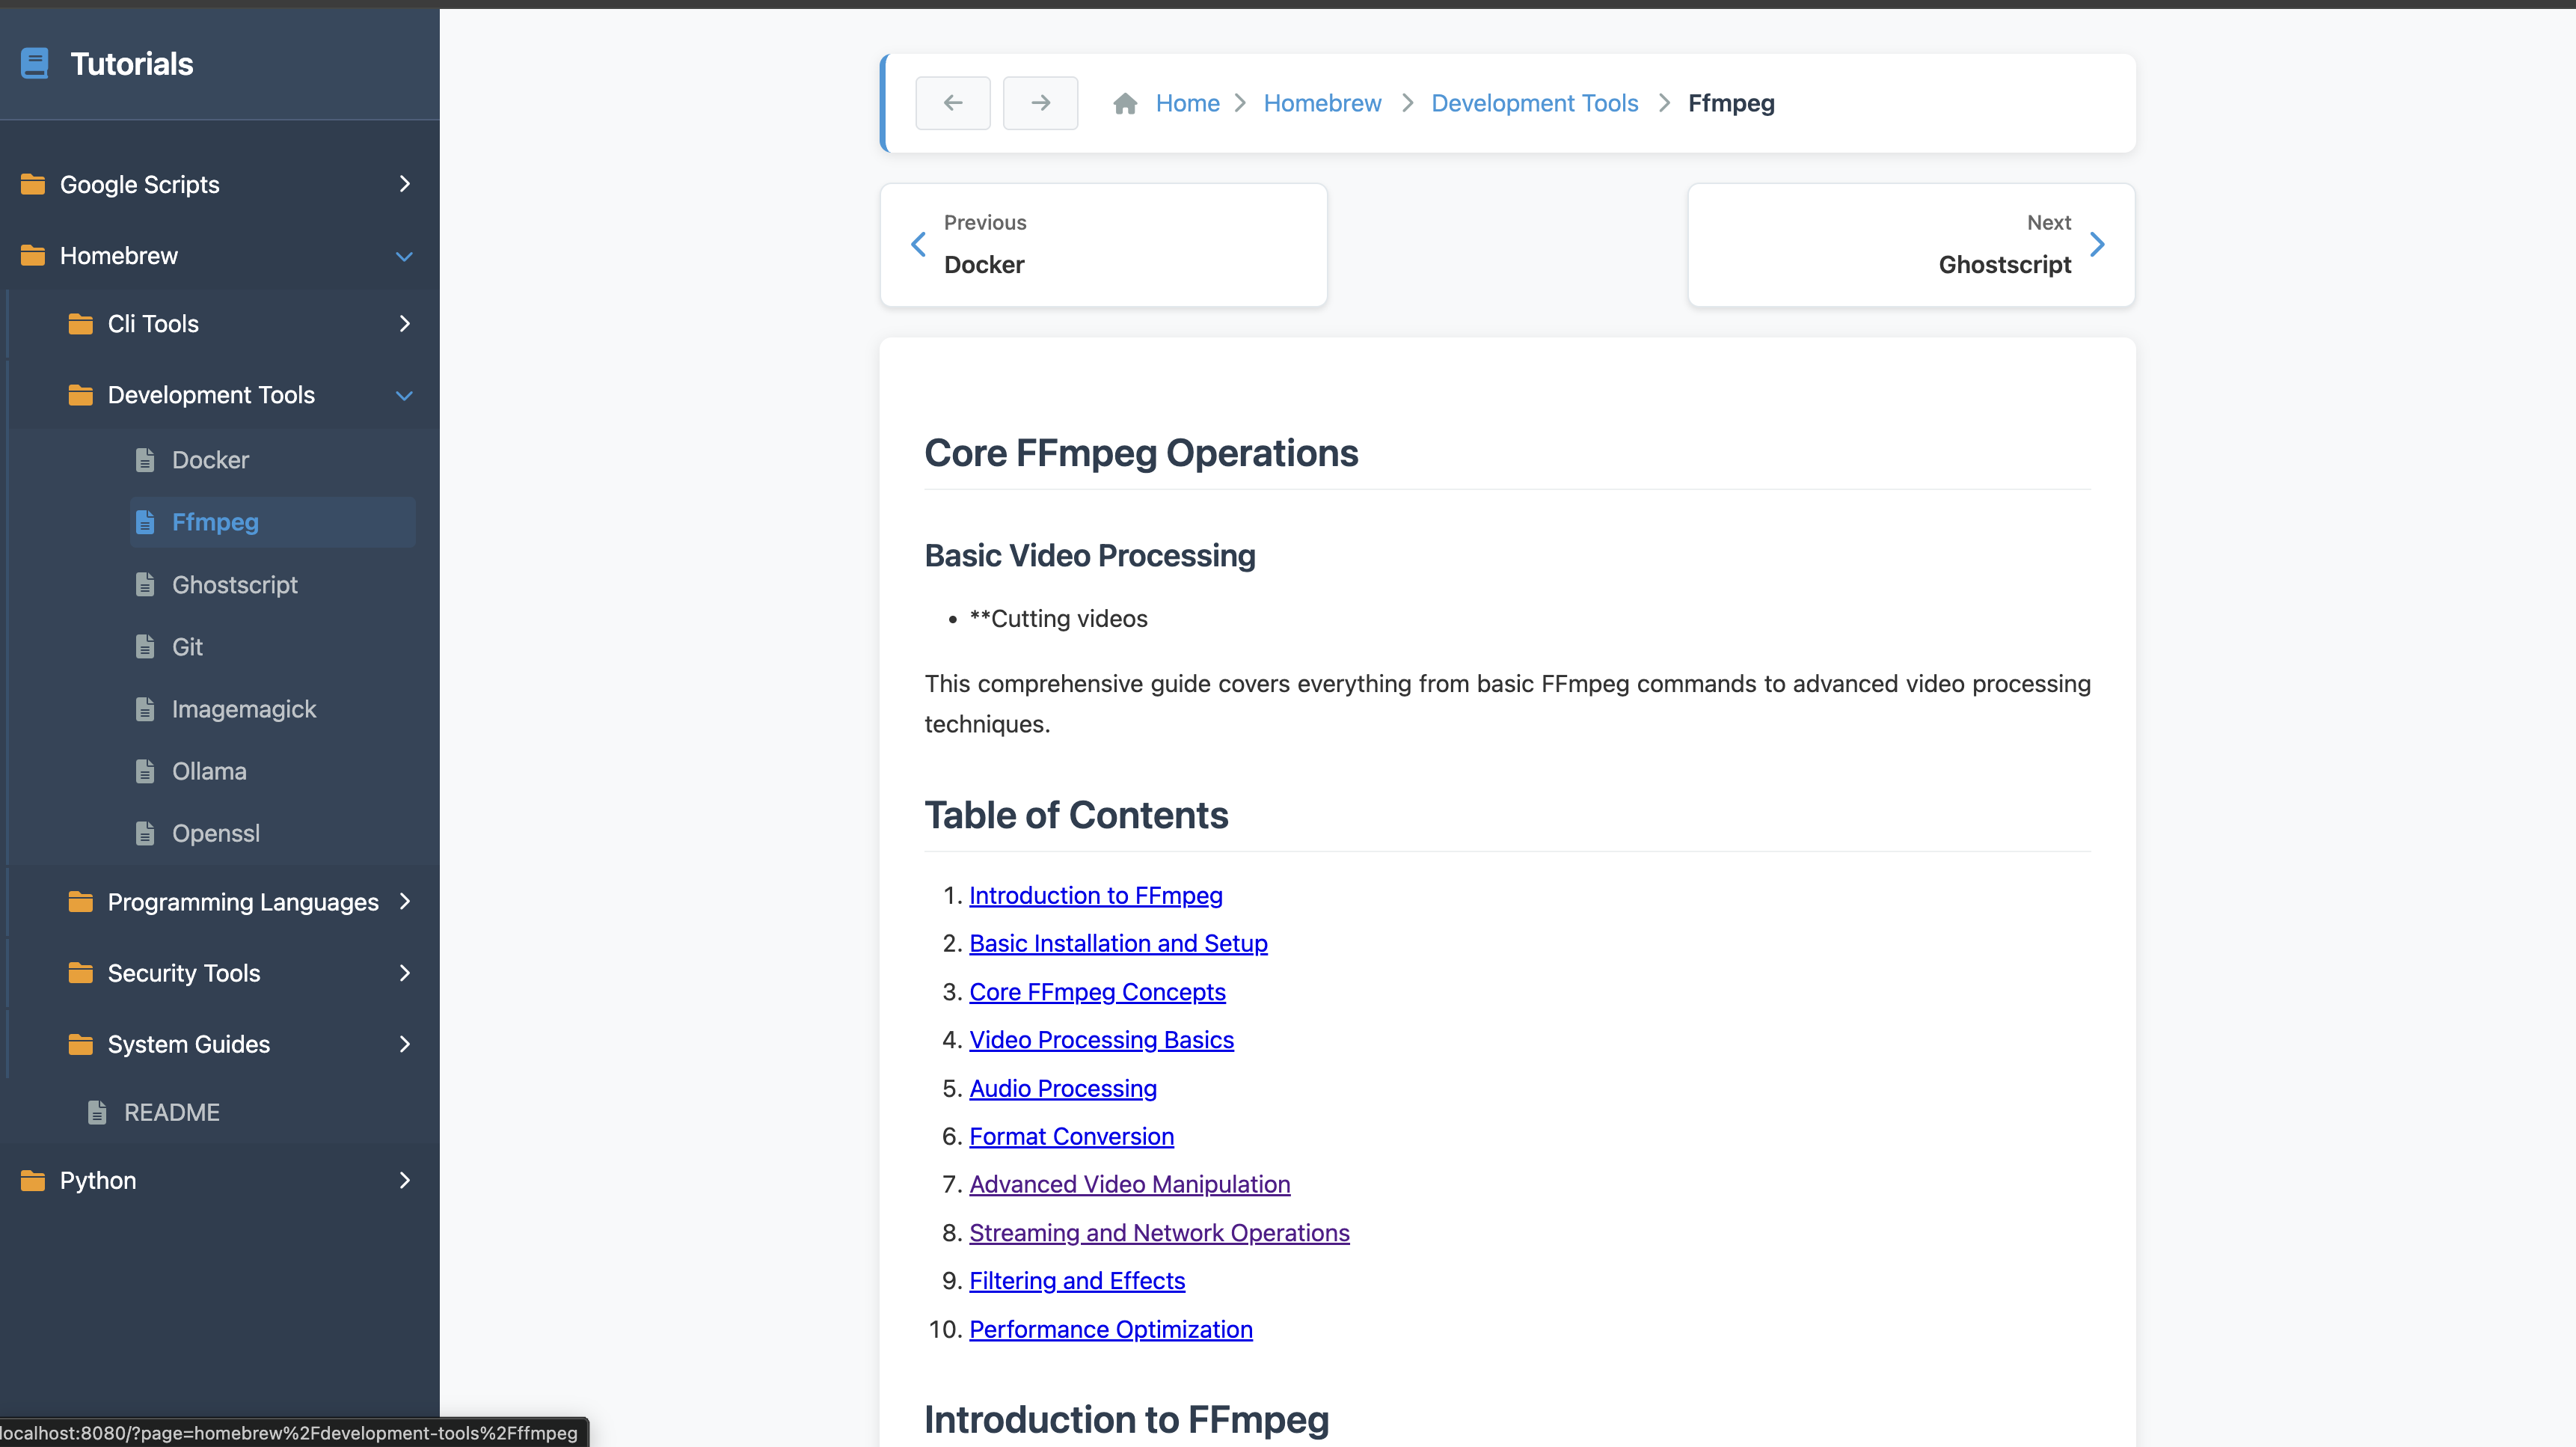 Tutorials
Google Scripts
Homebrew
Cli Tools
Development Tools
Docker
Ffmpeg
Ghostscript
Git
Imagemagick
Ollama
Openssl
Programming Languages
Security Tools
System Guides
README
Python
localhost:8080/?page=homebrew%2Fdevelopment-tools%2Fffmpeg
Home > Homebrew > Development Tools > Ffmpeg
Previous
Docker
Next
Ghostscript
Core FFmpeg Operations
Basic Video Processing
• **Cutting videos
This comprehensive guide covers everything from basic FFmpeg commands to advanced video processing
techniques.
Table of Contents
1. Introduction to FFmpeg
2. Basic Installation and Setup
3. Core FFmpeg Concepts
4. Video Processing Basics
5. Audio Processing
6. Format Conversion
7. Advanced Video Manipulation
8. Streaming and Network Operations
9. Filtering and Effects
10. Performance Optimization
Introduction to FFmpeg